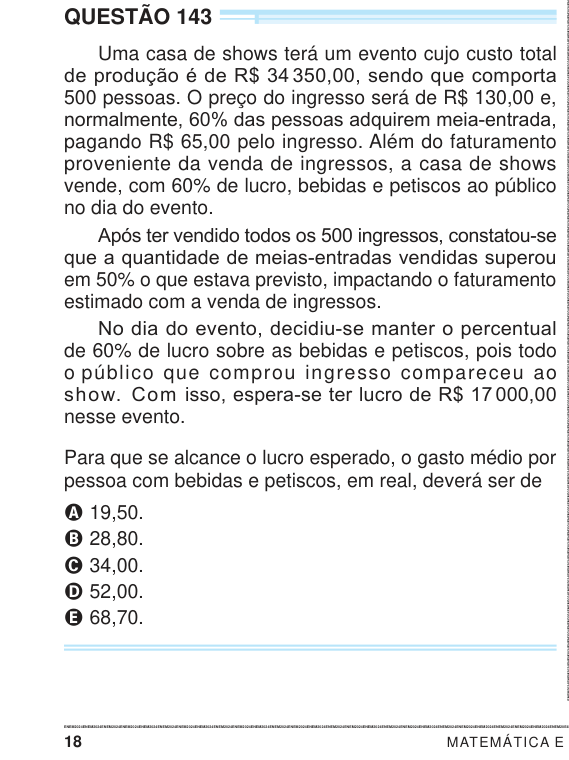 QUESTÃO 143
Uma casa de shows terá um evento cujo custo total
de produção é de R$ 34 350,00, sendo que comporta
500 pessoas. O preço do ingresso será de R$ 130,00 e,
normalmente, 60% das pessoas adquirem meia-entrada,
pagando R$ 65,00 pelo ingresso. Além do faturamento
proveniente da venda de ingressos, a casa de shows
vende, com 60% de lucro, bebidas e petiscos ao público
no dia do evento.
Após ter vendido todos os 500 ingressos, constatou-se
que a quantidade de meias-entradas vendidas superou
em 50% o que estava previsto, impactando o faturamento
estimado com a venda de ingressos.
No dia do evento, decidiu-se manter o percentual
de 60% de lucro sobre as bebidas e petiscos, pois todo
o público que comprou ingresso compareceu ao
show. Com isso, espera-se ter lucro de R$ 17 000,00
nesse evento.
Para que se alcance o lucro esperado, o gasto médio por
pessoa com bebidas e petiscos, em real, deverá ser de
A 19,50.
B 28,80.
C 34,00.
D 52,00.
E 68,70.
18
MATEMÁTICA E